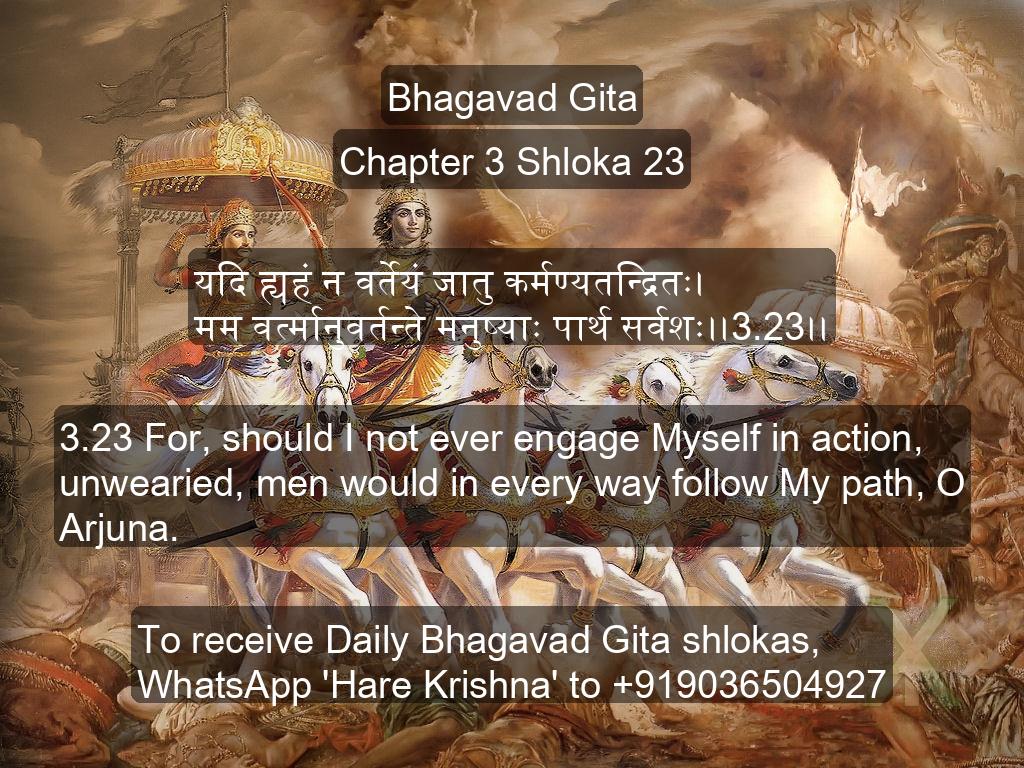 Bhagavad Gita
Chapter 3 Shloka 23
यदि ह्यहं न वर्तेयं जातु कर्मण्यतन्द्रितः।
मम वर्त्मानुवर्तन्ते मनुष्याः पार्थ सर्वशः।।3.23।।
3.23 For, should I not ever engage Myself in action,
unwearied, men would in every way follow My path, O
Arjuna.
To receive Daily Bhagavad Gita shlokas,
WhatsApp 'Hare Krishna' to +919036504927